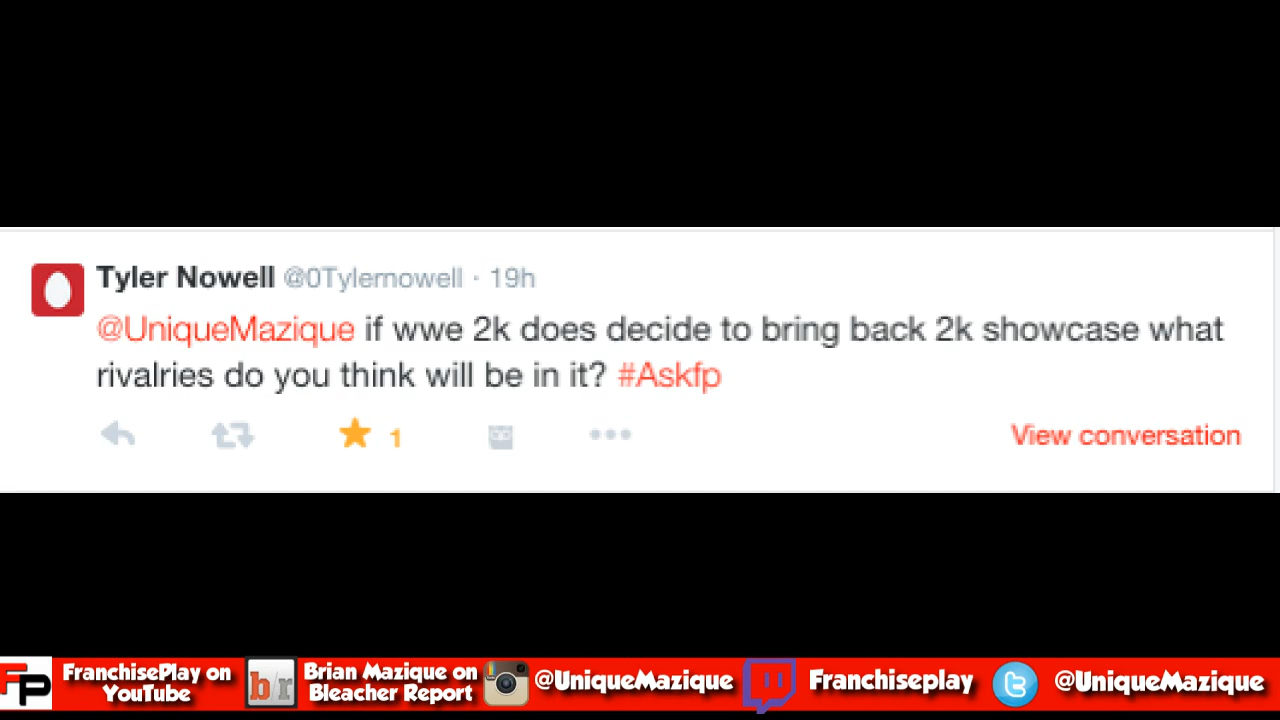 Tyler Nowell @0Tylernowell · 19h
@UniqueMazique if wwe 2k does decide to bring back 2k showcase what
rivalries do you think will be in it? #Askfp
1
View conversation
FP
FranchisePlay on
YouTube
b/r
Brian Mazique on
Bleacher Report
@UniqueMazique
Franchiseplay
@UniqueMazique